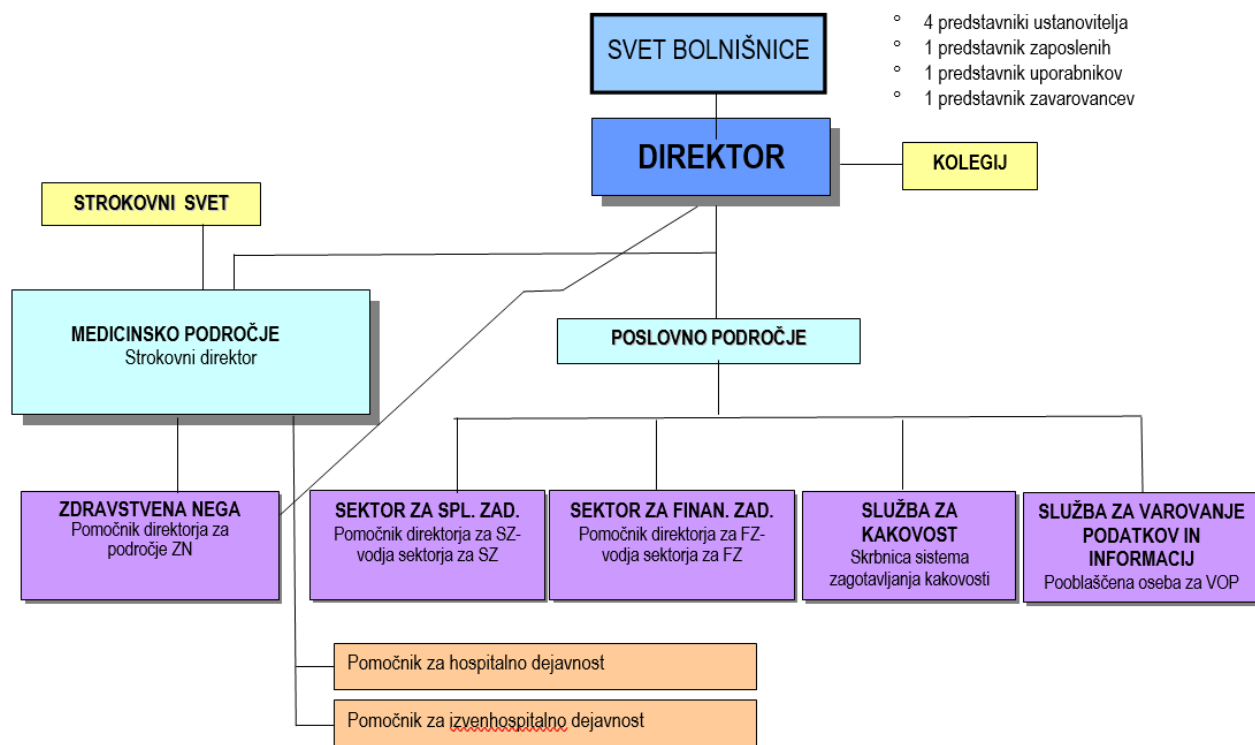 SVET BOLNIŠNICE
° 4 predstavniki ustanovitelja
° 1 predstavnik zaposlenih
° 1 predstavnik uporabnikov
° 1 predstavnik zavarovancev
DIREKTOR
KOLEGIJ
STROKOVNI SVET
MEDICINSKO PODROČJE
Strokovni direktor
POSLOVNO PODROČJE
ZDRAVSTVENA NEGA
Pomočnik direktorja za
področje ZN
SEKTOR ZA SPL. ZAD.
Pomočnik direktorja za SZ-
vodja sektorja za SZ
SEKTOR ZA FINAN. ZAD.
Pomočnik direktorja za FZ-
vodja sektorja za FZ
SLUŽBA ZA
KAKOVOST
Skrbnica sistema
zagotavljanja kakovosti
SLUŽBA ZA VAROVANJE
PODATKOV IN
INFORMACIJ
Pooblaščena oseba za VOP
Pomočnik za hospitalno dejavnost
Pomočnik za izvenhospitalno dejavnost